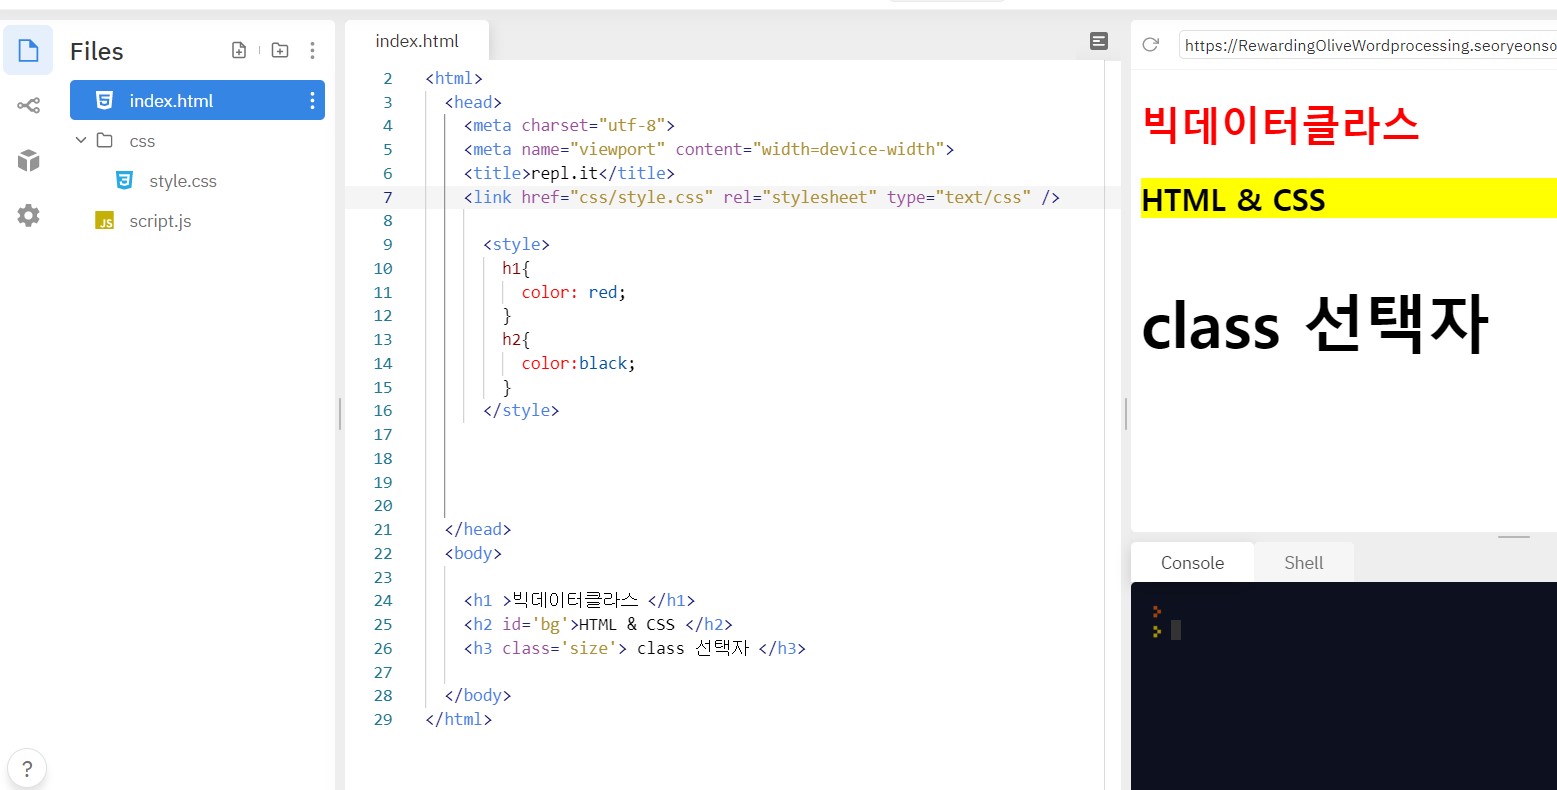 Files
index.html
css
style.css
JS script.js
?
index.html
2 <html>
3 <head>
4 <meta charset="utf-8">
5 <meta name="viewport" content="width=device-width">
6 <title>repl.it</title>
7 <link href="css/style.css" rel="stylesheet" type="text/css" />
8
9 <style>
10 h1{
11 color: red;
12 }
13 h2{
14 color:black;
15 }
16 </style>
17
18
19
20
21 </head>
22 <body>
23
24 <h1 >빅데이터클라스 </h1>
25 <h2 id='bg'>HTML & CSS </h2>
26 <h3 class='size'> class 선택자 </h3>
27
28 </body>
29 </html>
https://RewardingOliveWordprocessing.seoryeonso
빅데이터클라스
HTML & CSS
class 선택자
Console Shell